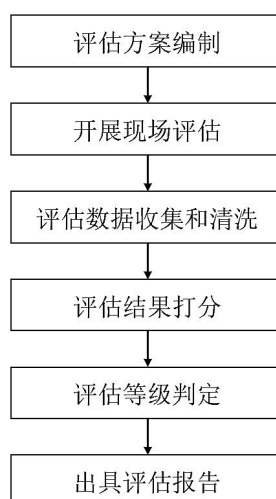 评估方案编制
开展现场评估
评估数据收集和清洗
评估结果打分
评估等级判定
出具评估报告